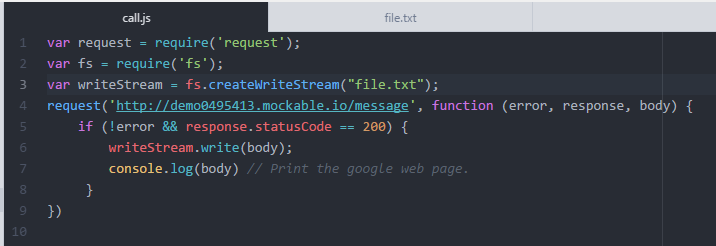 call.js file.txt
1 var request = require('request');
2 var fs = require('fs');
3 var writeStream = fs.createWriteStream("file.txt");
4 request('http://demo0495413.mockable.io/message', function (error, response, body) {
5 if (!error && response.statusCode == 200) {
6 writeStream.write(body);
7 console.log(body) // Print the google web page.
8 }
9 })
10